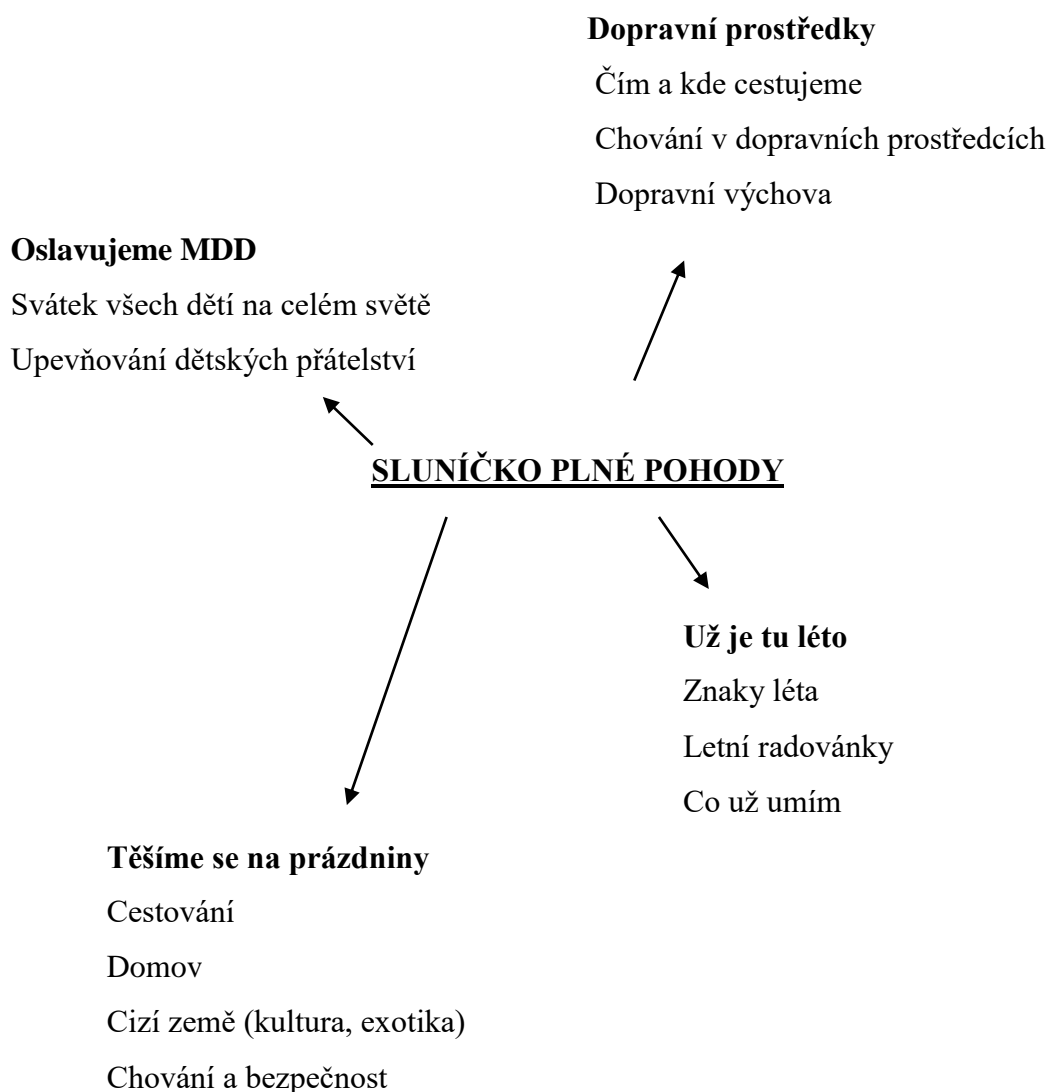 Dopravní prostředky
Čím a kde cestujeme
Chování v dopravních prostředcích
Dopravní výchova
Oslavujeme MDD
Svátek všech dětí na celém světě
Upevňování dětských přátelství
SLUNÍČKO PLNÉ POHODY
Už je tu léto
Znaky léta
Letní radovánky
Co už umím
Těšíme se na prázdniny
Cestování
Domov
Cizí země (kultura, exotika)
Chování a bezpečnost